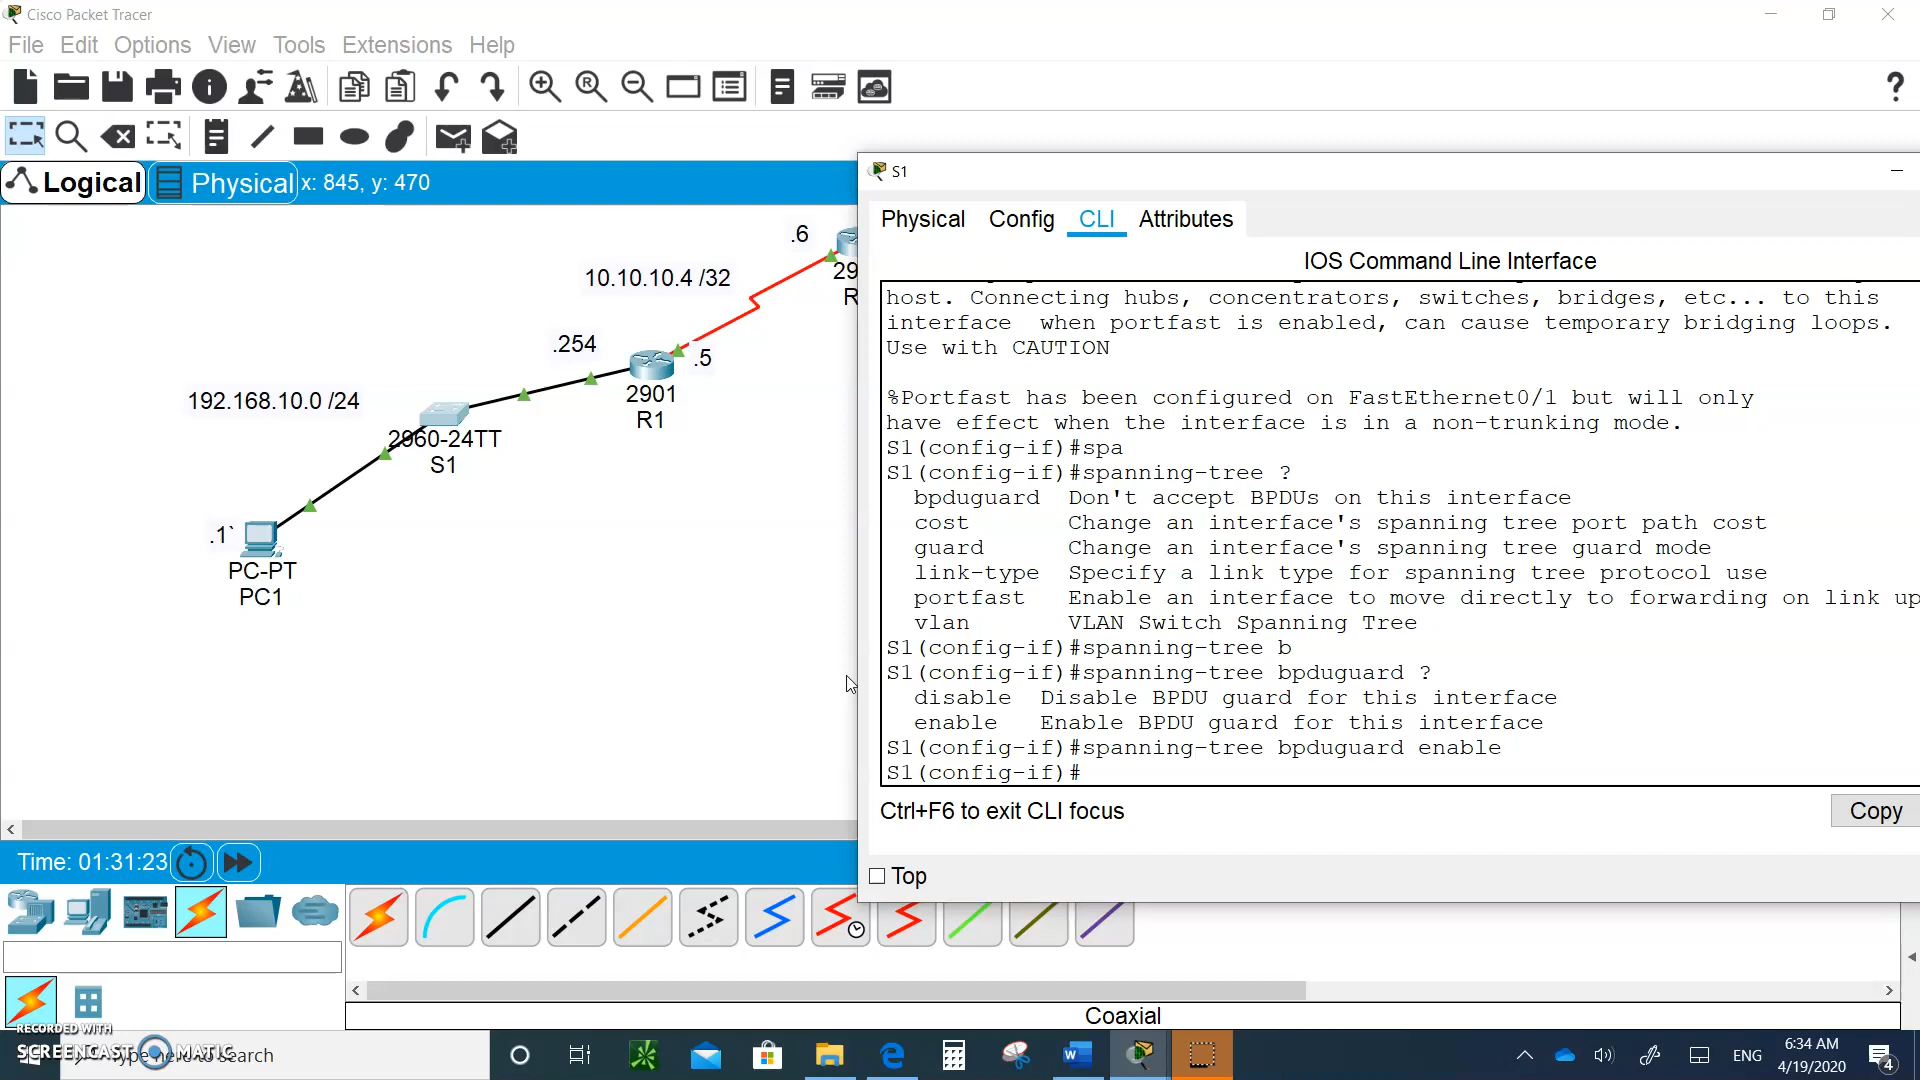 Cisco Packet Tracer
File Edit Options View Tools Extensions Help
Logical Physical x: 845, y: 470
S1
Physical Config CLI Attributes
IOS Command Line Interface
host. Connecting hubs, concentrators, switches, bridges, etc... to this
interface  when portfast is enabled, can cause temporary bridging loops.
Use with CAUTION
%Portfast has been configured on FastEthernet0/1 but will only
have effect when the interface is in a non-trunking mode.
S1(config-if)#spa
S1(config-if)#spanning-tree ?
bpduguard  Don't accept BPDUs on this interface
cost       Change an interface's spanning tree port path cost
guard      Change an interface's spanning tree guard mode
link-type  Specify a link type for spanning tree protocol use
portfast   Enable an interface to move directly to forwarding on link up
vlan       VLAN Switch Spanning Tree
S1(config-if)#spanning-tree b
S1(config-if)#spanning-tree bpduguard ?
disable  Disable BPDU guard for this interface
enable   Enable BPDU guard for this interface
S1(config-if)#spanning-tree bpduguard enable
S1(config-if)#
Ctrl+F6 to exit CLI focus
Copy
Top
.6
10.10.10.4 /32
29
R
.254
.5
2901
R1
192.168.10.0 /24
2960-24TT
S1
.1`
PC-PT
PC1
Time: 01:31:23
Coaxial
RECORDED WITH
SCREENCAST MATIC
Type here to search
ENG
6:34 AM
4/19/2020
4